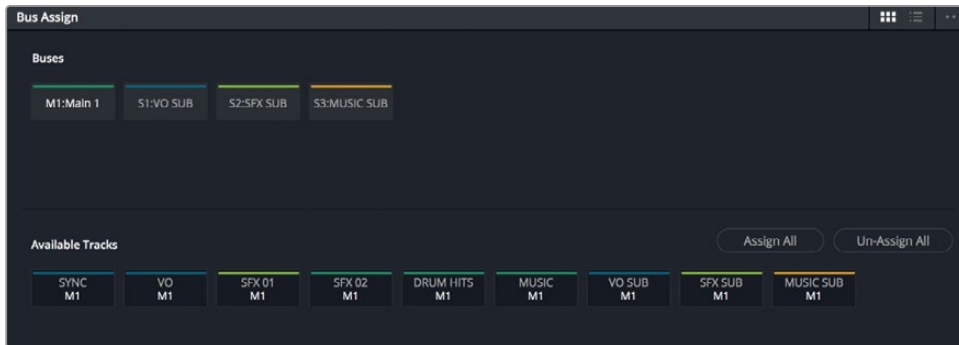 Bus Assign
Buses
M1:Main 1 S1:VO SUB S2:SFX SUB S3:MUSIC SUB
Available Tracks Assign All Un-Assign All
SYNC VO SFX 01 SFX 02 DRUM HITS MUSIC VO SUB SFX SUB MUSIC SUB
M1 M1 M1 M1 M1 M1 M1 M1 M1